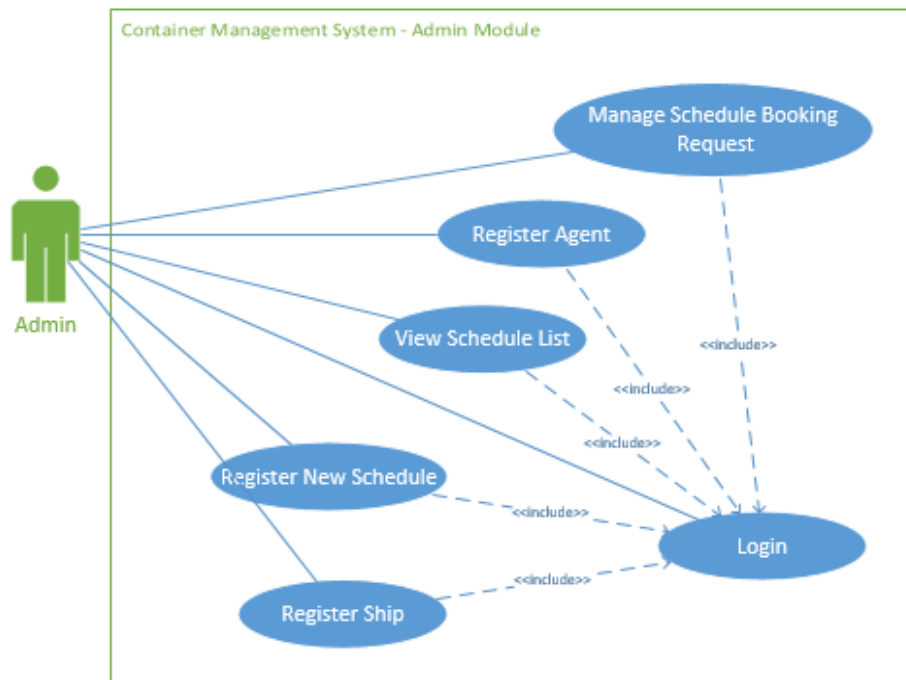 Container Management System - Admin Module
Manage Schedule Booking
Request
Register Agent
Admin
View Schedule List
<<include>>
<<include>>
<<include>>
Register New Schedule
<<include>>
Login
<<include>>
Register Ship